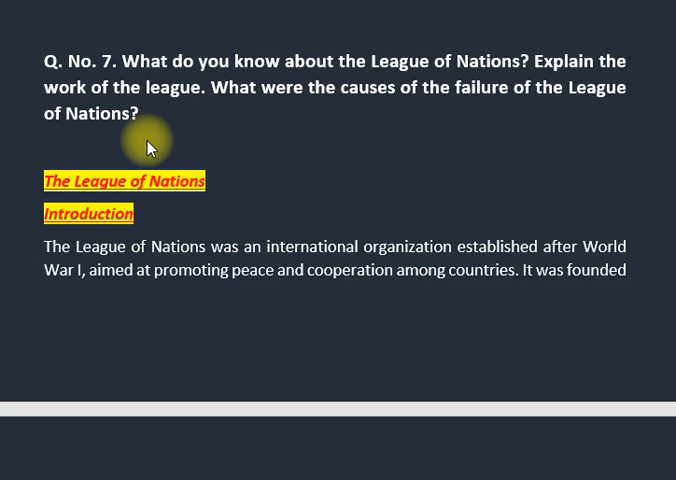 Q. No. 7. What do you know about the League of Nations? Explain the
work of the league. What were the causes of the failure of the League
of Nations?
The League of Nations
Introduction
The League of Nations was an international organization established after World
War I, aimed at promoting peace and cooperation among countries. It was founded